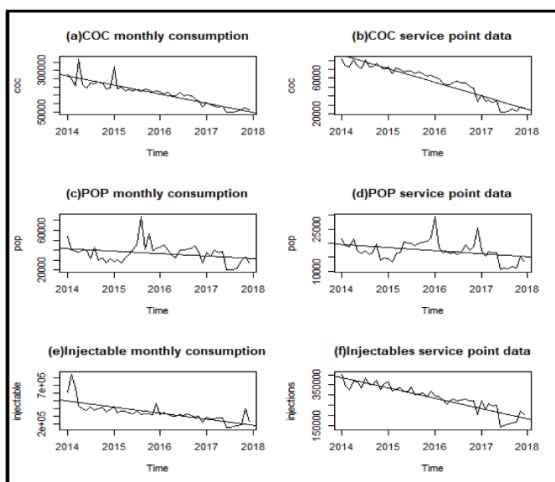 (a)COC monthly consumption
coc
50000 300000
2014 2015 2016 2017 2018
Time
(b)COC service point data
coc
20000 60000
2014 2015 2016 2017 2018
Time
(c)POP monthly consumption
pop
20000 60000
2014 2015 2016 2017 2018
Time
(d)POP service point data
pop
10000 25000
2014 2015 2016 2017 2018
Time
(e)Injectable monthly consumption
injectable
2e+05 7e+05
2014 2015 2016 2017 2018
Time
(f)Injectables service point data
injections
150000 350000
2014 2015 2016 2017 2018
Time